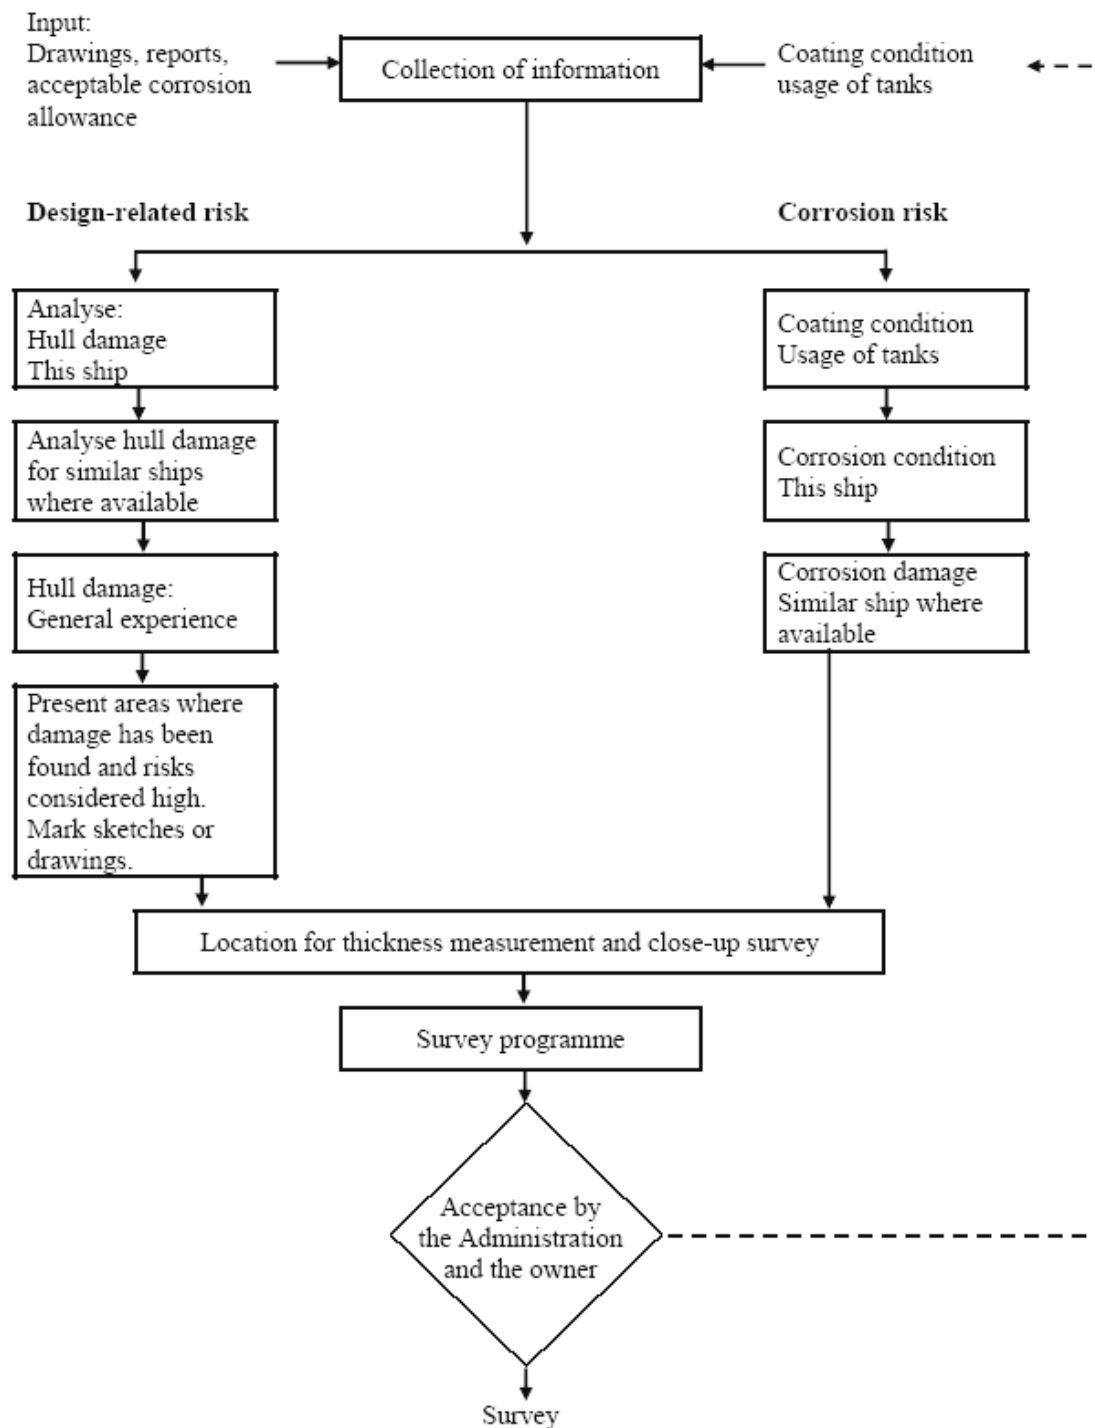 Input:
Drawings, reports,
acceptable corrosion
allowance
Collection of information
Coating condition
usage of tanks
Design-related risk
Corrosion risk
Analyse:
Hull damage
This ship
Analyse hull damage
for similar ships
where available
Hull damage:
General experience
Present areas where
damage has been
found and risks
considered high.
Mark sketches or
drawings.
Coating condition
Usage of tanks
Corrosion condition
This ship
Corrosion damage
Similar ship where
available
Location for thickness measurement and close-up survey
Survey programme
Acceptance by
the Administration
and the owner
Survey